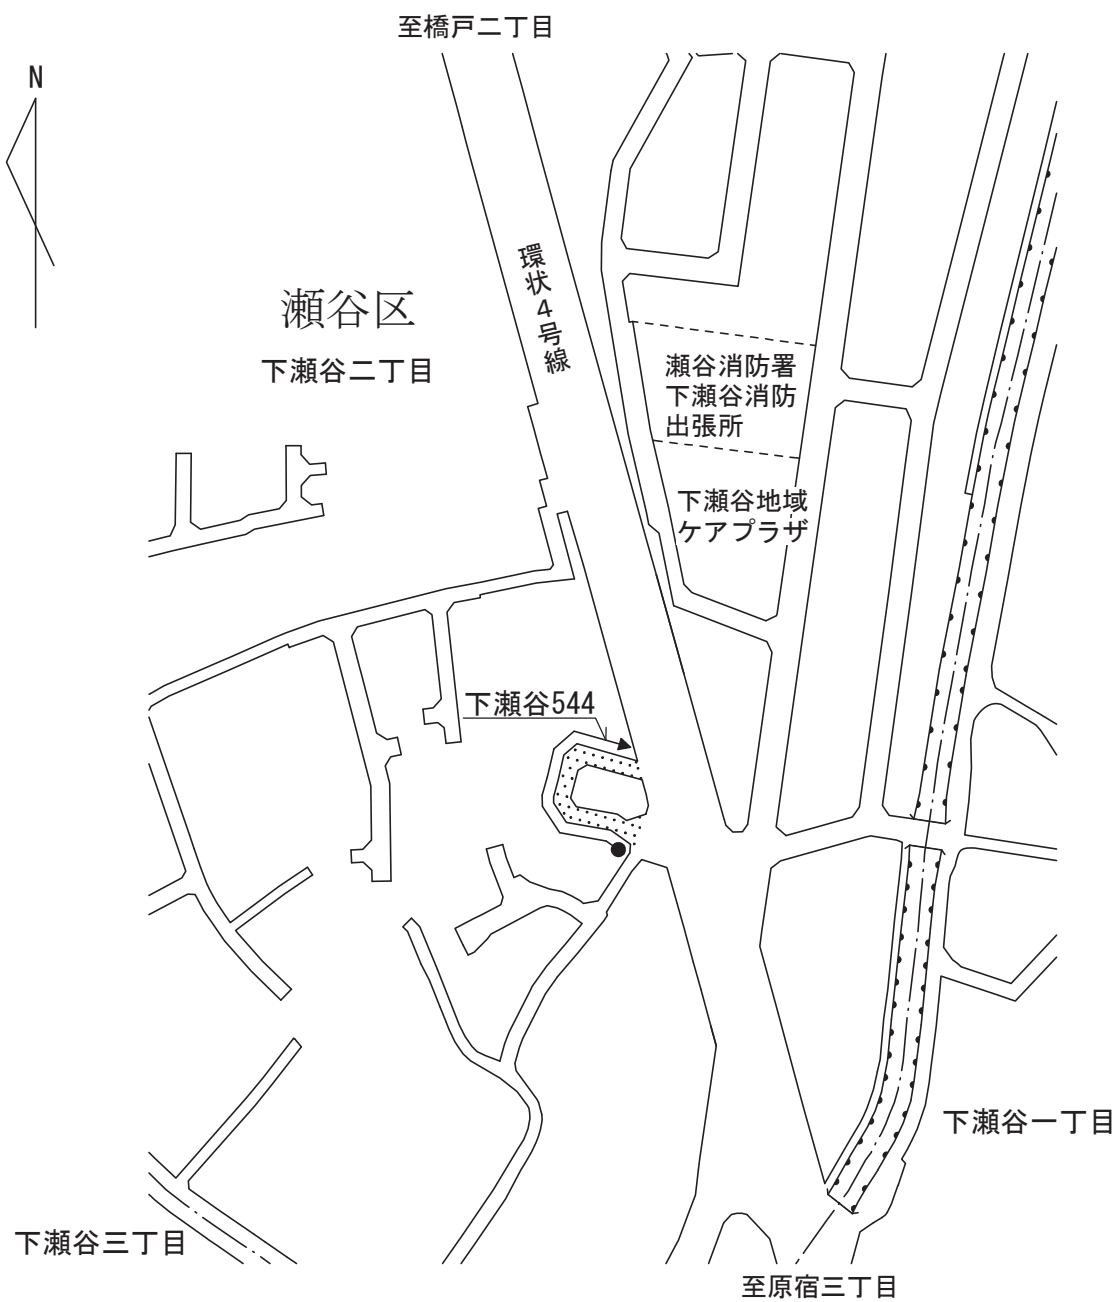 至橋戸二丁目
N
環状4号線
瀬谷区
下瀬谷二丁目
瀬谷消防署
下瀬谷消防
出張所
下瀬谷地域
ケアプラザ
下瀬谷544
下瀬谷一丁目
下瀬谷三丁目
至原宿三丁目